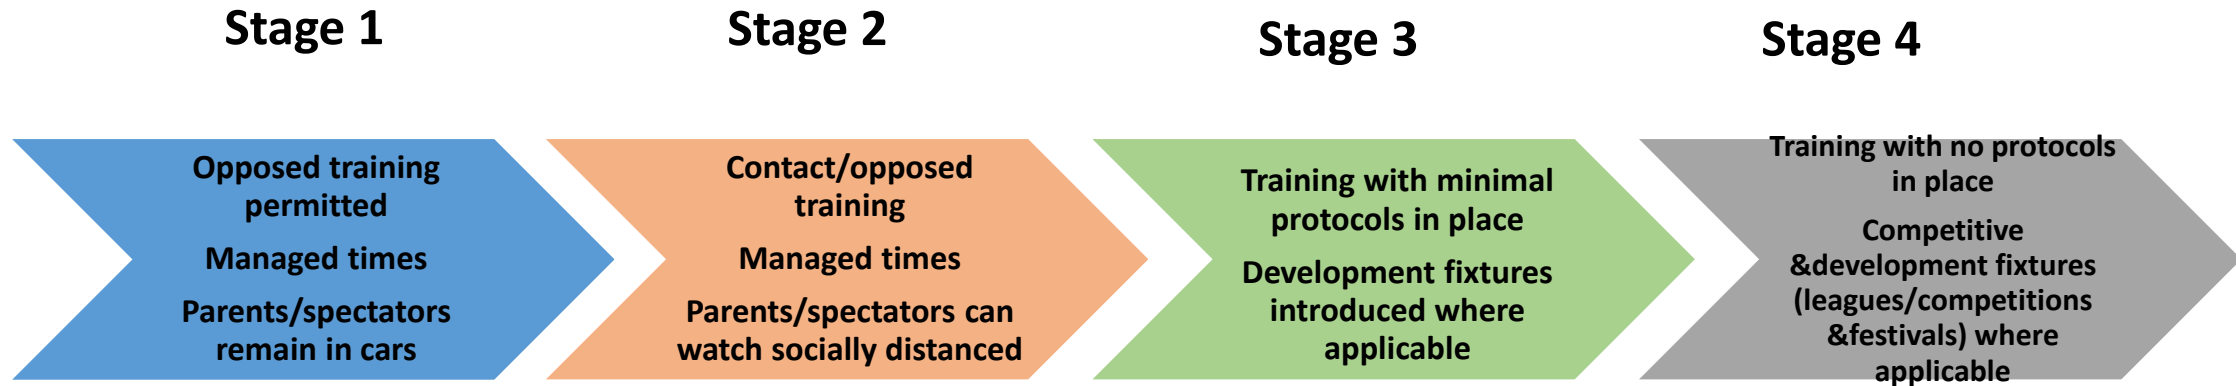 Stage 1
Stage 2
Stage 3
Stage 4
Opposed training
permitted
Managed times
Parents/spectators
remain in cars
Contact/opposed
training
Managed times
Parents/spectators can
watch socially distanced
Training with minimal
protocols in place
Development fixtures
introduced where
applicable
Training with no protocols
in place
Competitive
&development fixtures
(leagues/competitions
&festivals) where
applicable